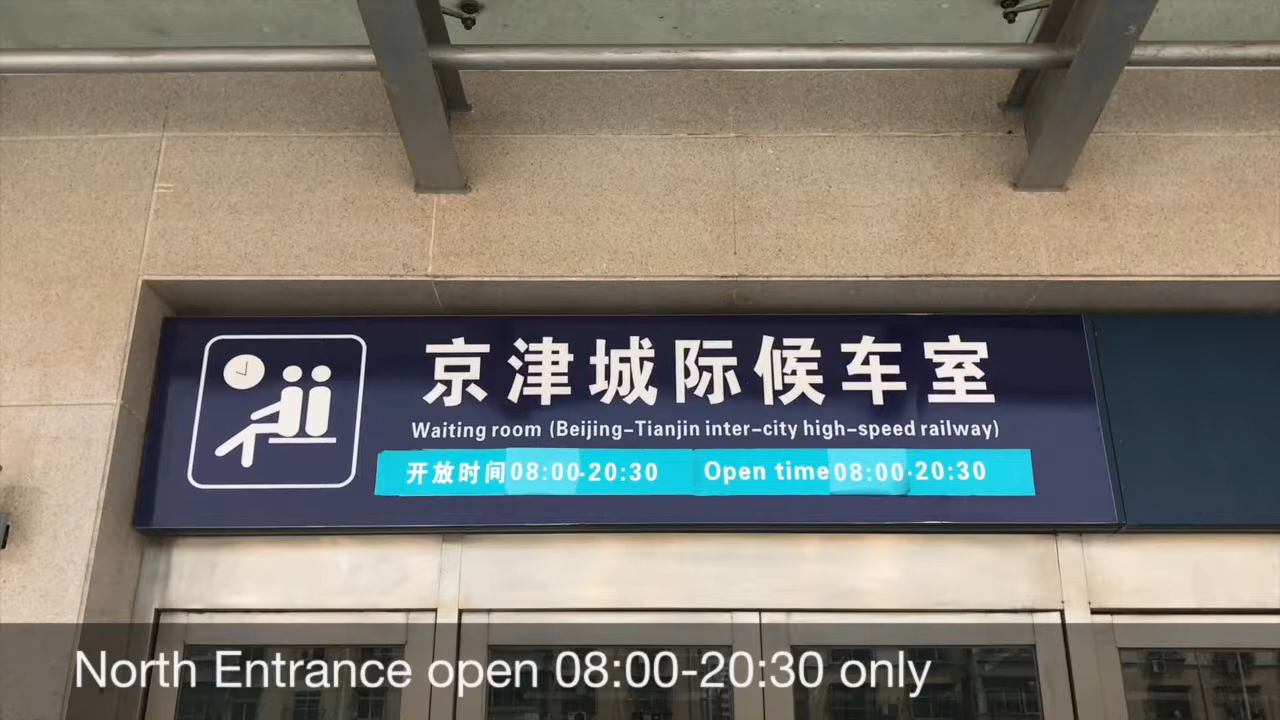 京津城际候车室
Waiting room (Beijing-Tianjin inter-city high-speed railway)
开放时间08:00-20:30 Open time08:00-20:30
North Entrance open 08:00-20:30 only